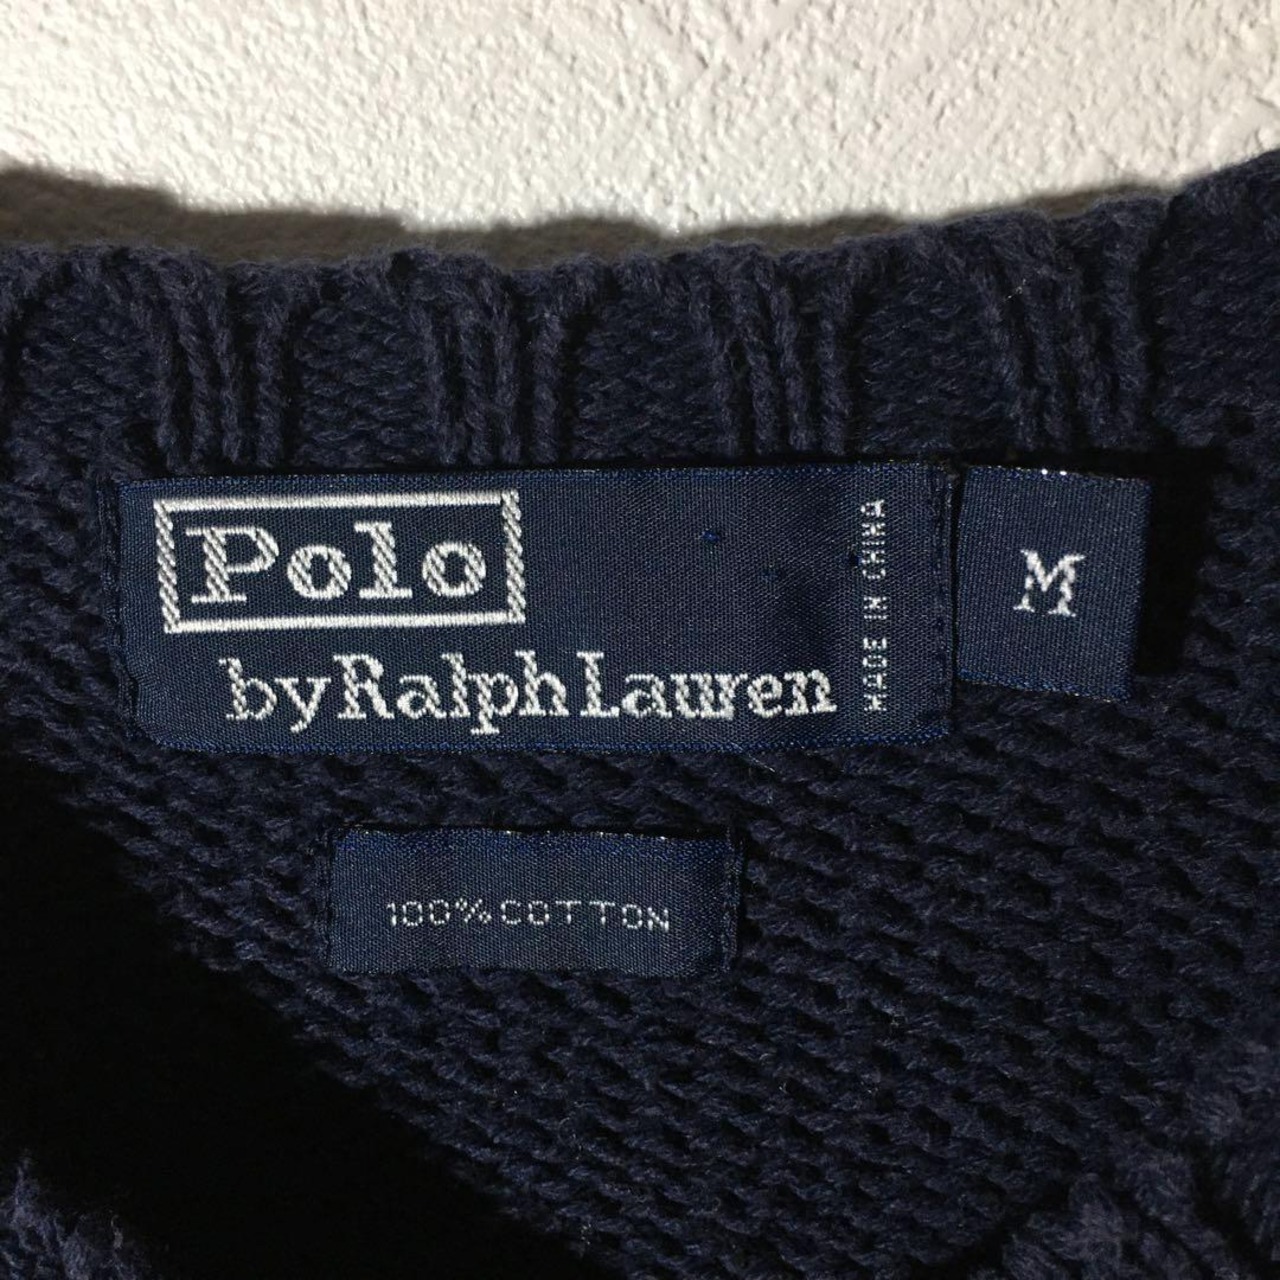 Polo
by Ralph Lauren
MADE IN CHINA
M
100% COTTON